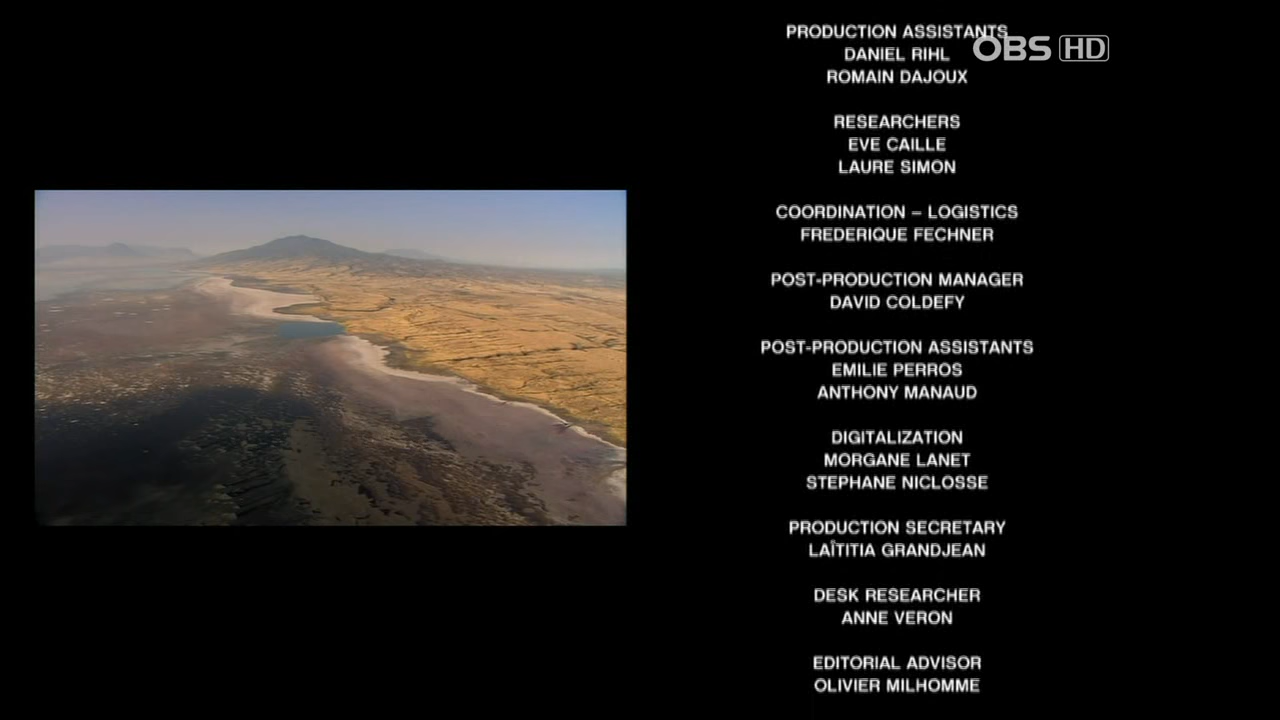 PRODUCTION ASSISTANTS
OBS HD
DANIEL RIHL
ROMAIN DAJOUX
RESEARCHERS
EVE CAILLE
LAURE SIMON
COORDINATION – LOGISTICS
FREDERIQUE FECHNER
POST-PRODUCTION MANAGER
DAVID COLDEFY
POST-PRODUCTION ASSISTANTS
EMILIE PERROS
ANTHONY MANAUD
DIGITALIZATION
MORGANE LANET
STEPHANE NICLOSSE
PRODUCTION SECRETARY
LAÎTITIA GRANDJEAN
DESK RESEARCHER
ANNE VERON
EDITORIAL ADVISOR
OLIVIER MILHOMME